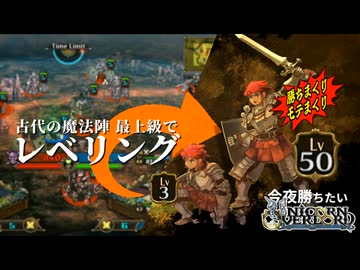 Time Limit
古代の魔法陣 最上級で
レベリング
Lv
3
勝ちまくり
モテまくり
Lv
50
今夜勝ちたい
UNICORN
OVERLORD